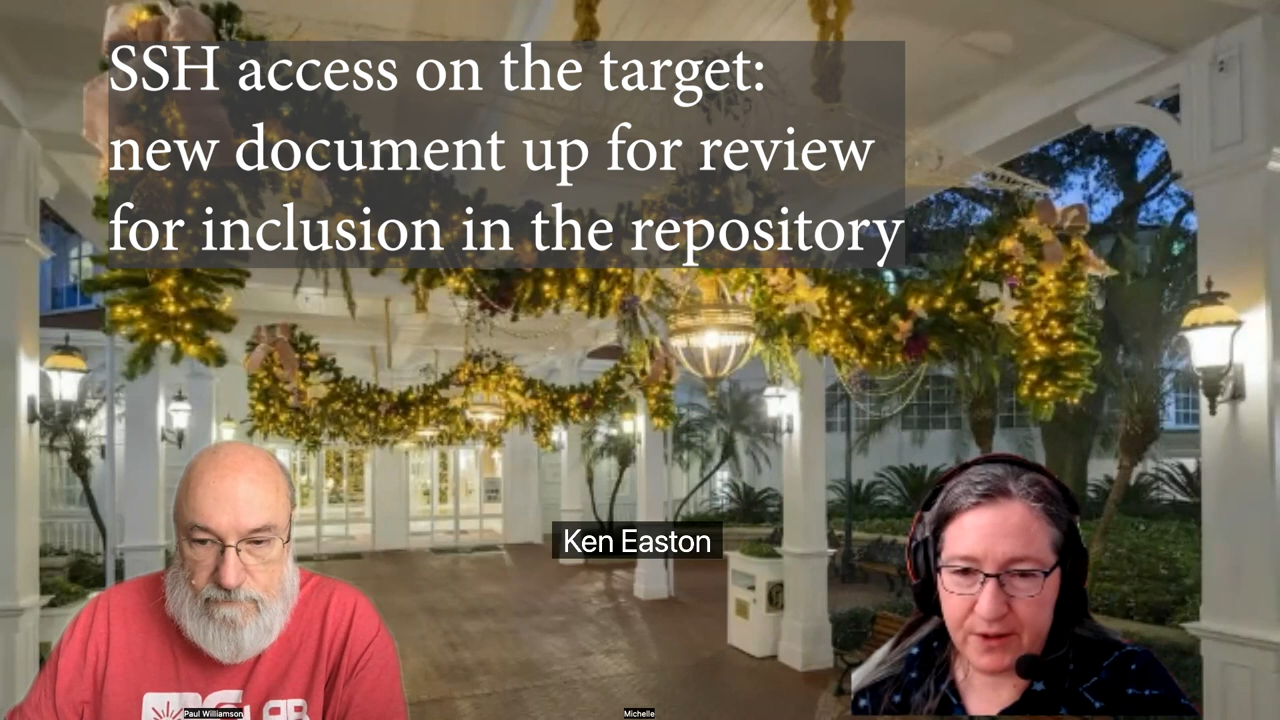 SSH access on the target:
new document up for review
for inclusion in the repository
Ken Easton
Paul Williamson
Michelle